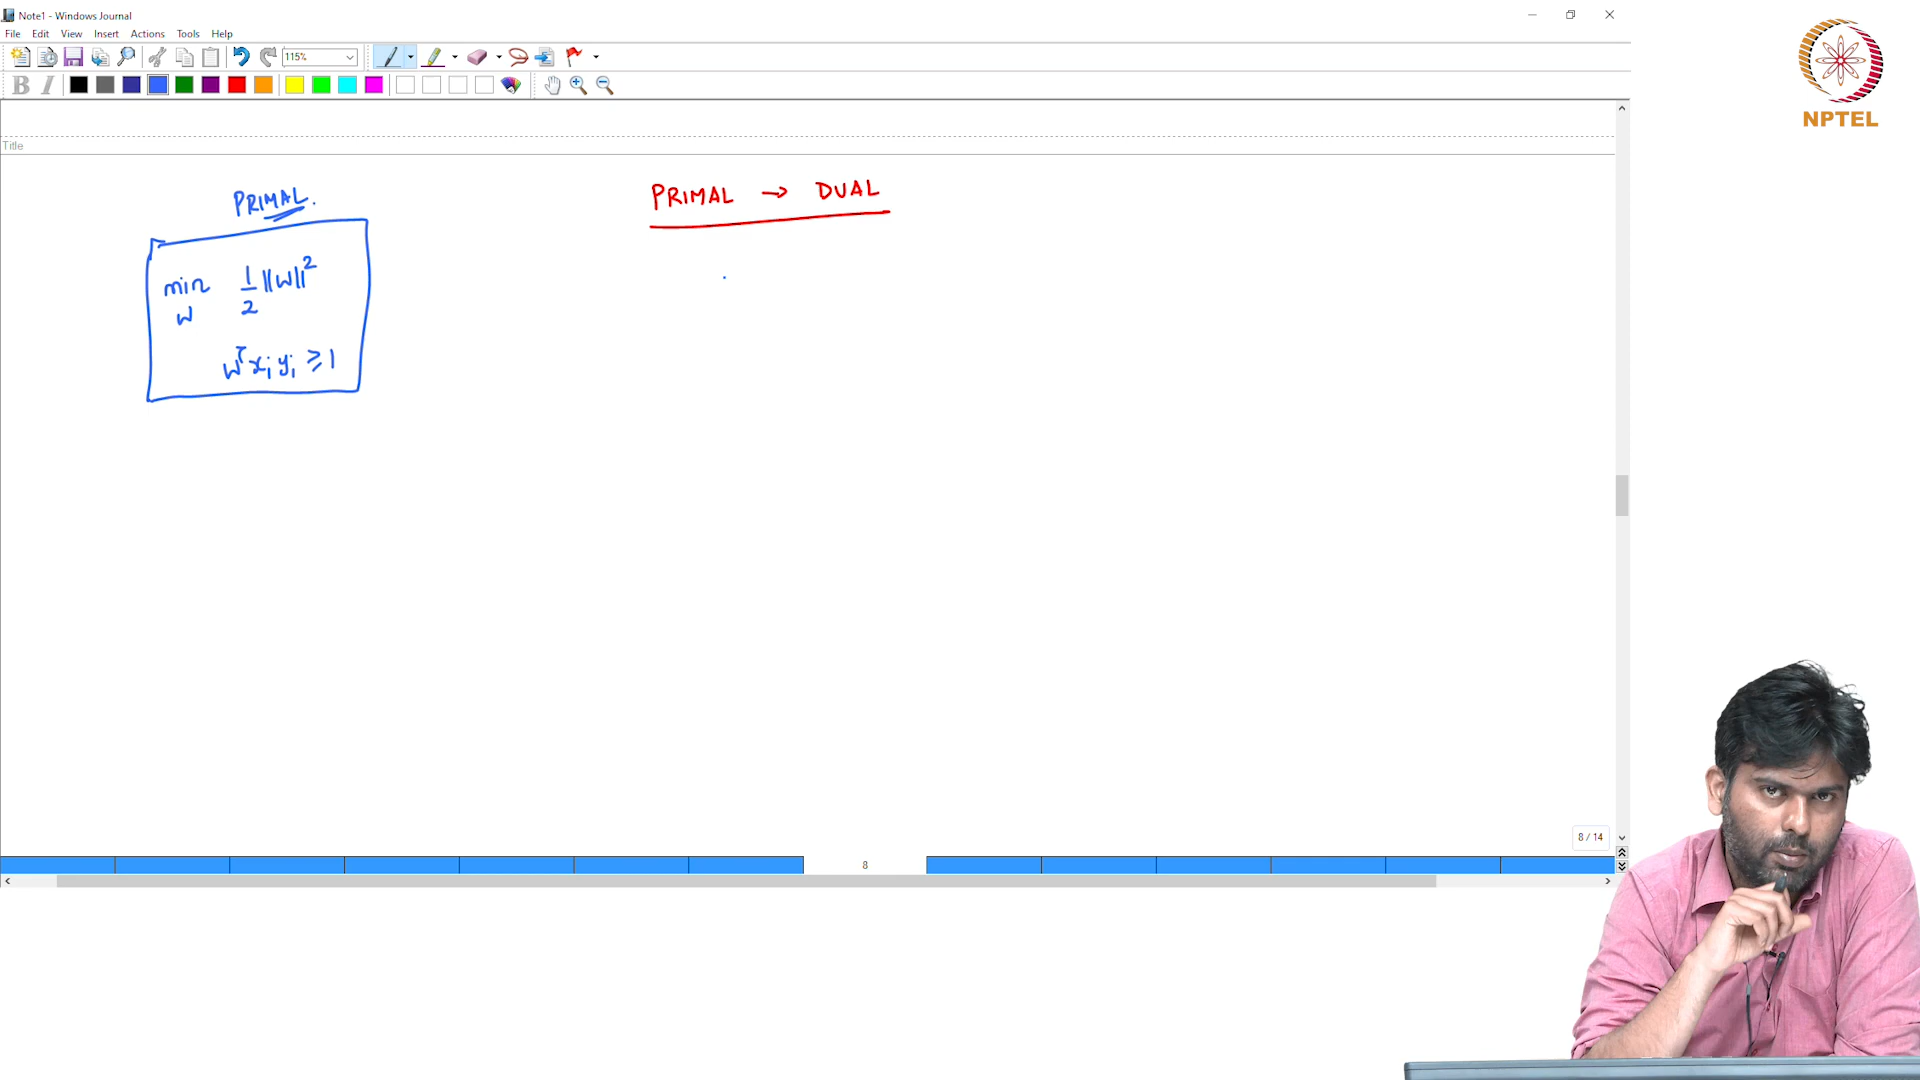 Note1 - Windows Journal
File Edit View Insert Actions Tools Help
115%
B I
NPTEL
Title
PRIMAL.
PRIMAL → DUAL
min 1/2 ||w||²
w
wᵀxᵢyᵢ ≥ 1
8 / 14
8